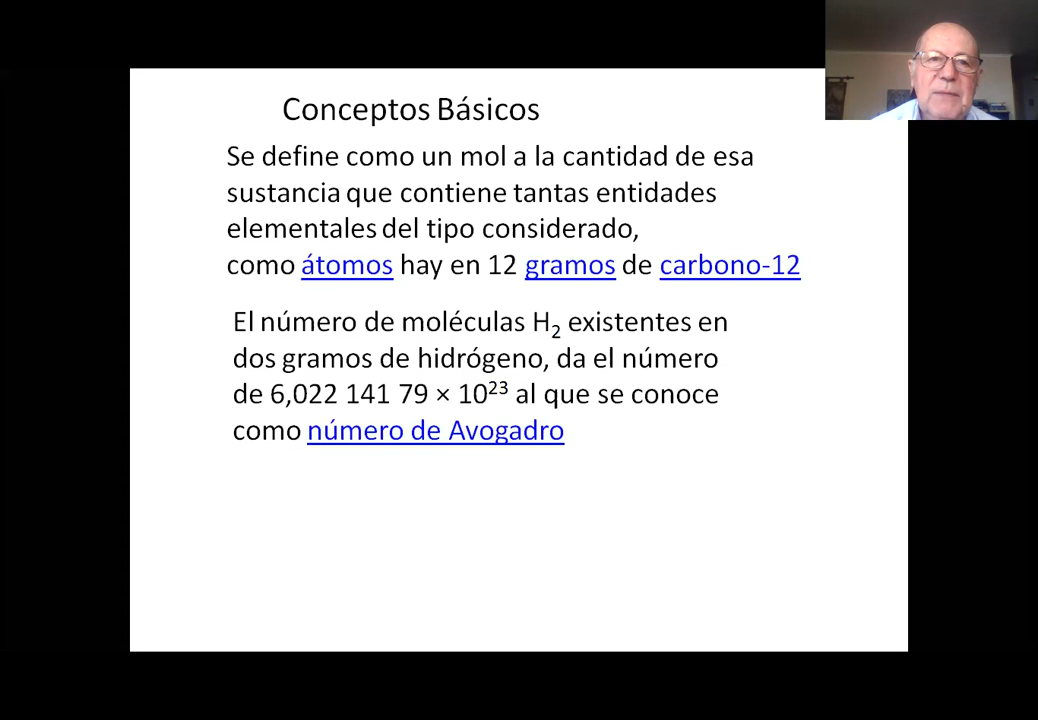 Conceptos Básicos
Se define como un mol a la cantidad de esa
sustancia que contiene tantas entidades
elementales del tipo considerado,
como átomos hay en 12 gramos de carbono-12
El número de moléculas H₂ existentes en
dos gramos de hidrógeno, da el número
de 6,022 141 79 × 10²³ al que se conoce
como número de Avogadro